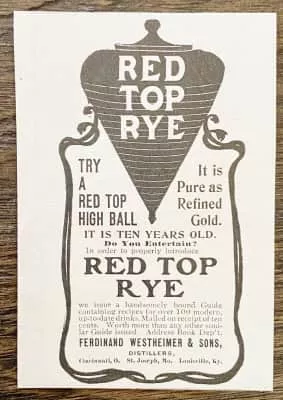 RED
TOP
RYE
TRY
A
RED TOP
HIGH BALL
It is
Pure as
Refined
Gold.
IT IS TEN YEARS OLD.
Do You Entertain?
In order to properly introduce
RED TOP
RYE
we issue a handsomely bound Guide
containing recipes for over 100 modern,
up-to-date drinks. Mailed on receipt of ten
cents. Worth more than any other simi-
lar Guide issued. Address Book Dep't.
FERDINAND WESTHEIMER & SONS,
DISTILLERS,
Cincinnati, O. St. Joseph, Mo. Louisville, Ky.